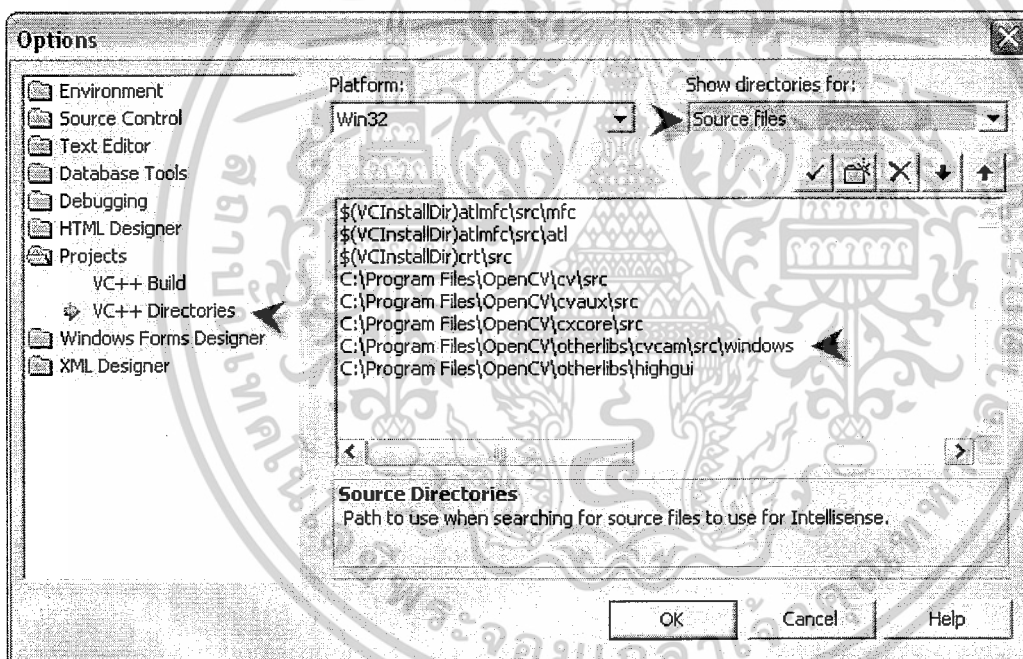 Options
Environment
Source Control
Text Editor
Database Tools
Debugging
HTML Designer
Projects
VC++ Build
VC++ Directories
Windows Forms Designer
XML Designer
Platform:
Win32
Show directories for:
Source files
$(VCInstallDir)atlmfc\src\mfc
$(VCInstallDir)atlmfc\src\atl
$(VCInstallDir)crt\src
C:\Program Files\OpenCV\cv\src
C:\Program Files\OpenCV\cvaux\src
C:\Program Files\OpenCV\cxcore\src
C:\Program Files\OpenCV\otherlibs\cvcam\src\windows
C:\Program Files\OpenCV\otherlibs\highgui
Source Directories
Path to use when searching for source files to use for Intellisense.
OK
Cancel
Help